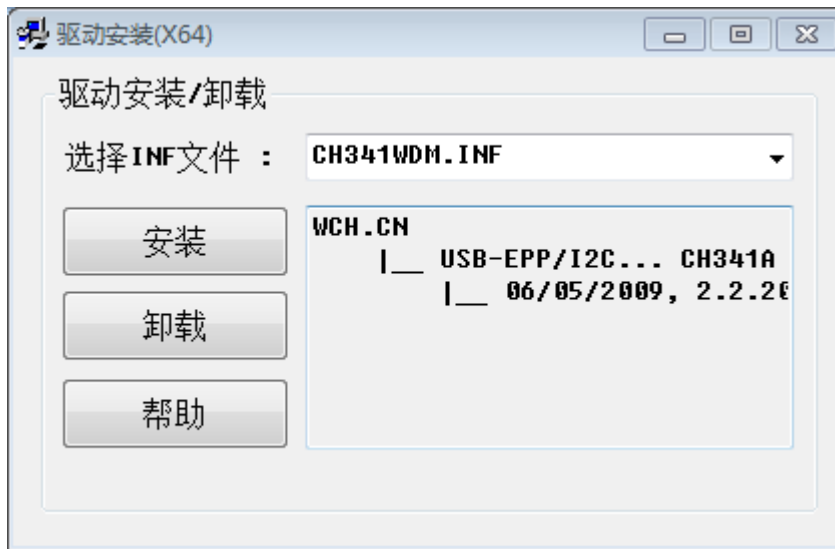 驱动安装(X64)
驱动安装/卸载
选择INF文件 : CH341WDM.INF
安装
WCH.CN
|__ USB-EPP/I2C... CH341A
|__ 06/05/2009, 2.2.20
卸载
帮助